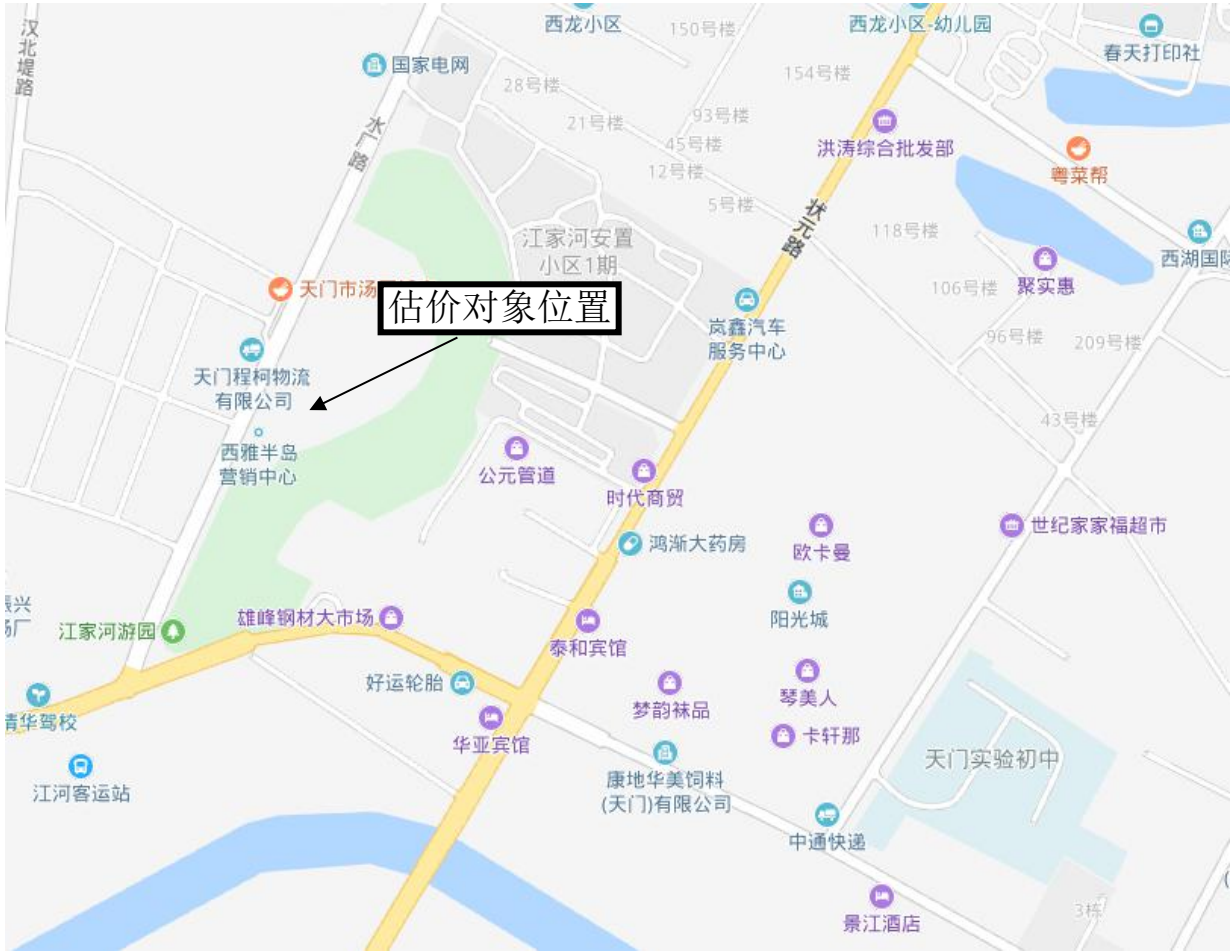 汉北堤路
西龙小区
150号楼
西龙小区-幼儿园
春天打印社
国家电网
28号楼
154号楼
21号楼
93号楼
水厂路
45号楼
洪涛综合批发部
12号楼
粤菜帮
5号楼
状元路
118号楼
江家河安置
小区1期
西湖国际
聚实惠
106号楼
天门市汤
估价对象位置
岚鑫汽车
服务中心
96号楼
209号楼
天门程柯物流
有限公司
43号楼
西雅半岛
营销中心
公元管道
时代商贸
世纪家家福超市
鸿渐大药房
欧卡曼
振兴
场厂
江家河游园
雄峰钢材大市场
阳光城
泰和宾馆
好运轮胎
梦韵袜品
琴美人
清华驾校
华亚宾馆
卡轩那
天门实验初中
江河客运站
康地华美饲料
(天门)有限公司
中通快递
景江酒店
3栋